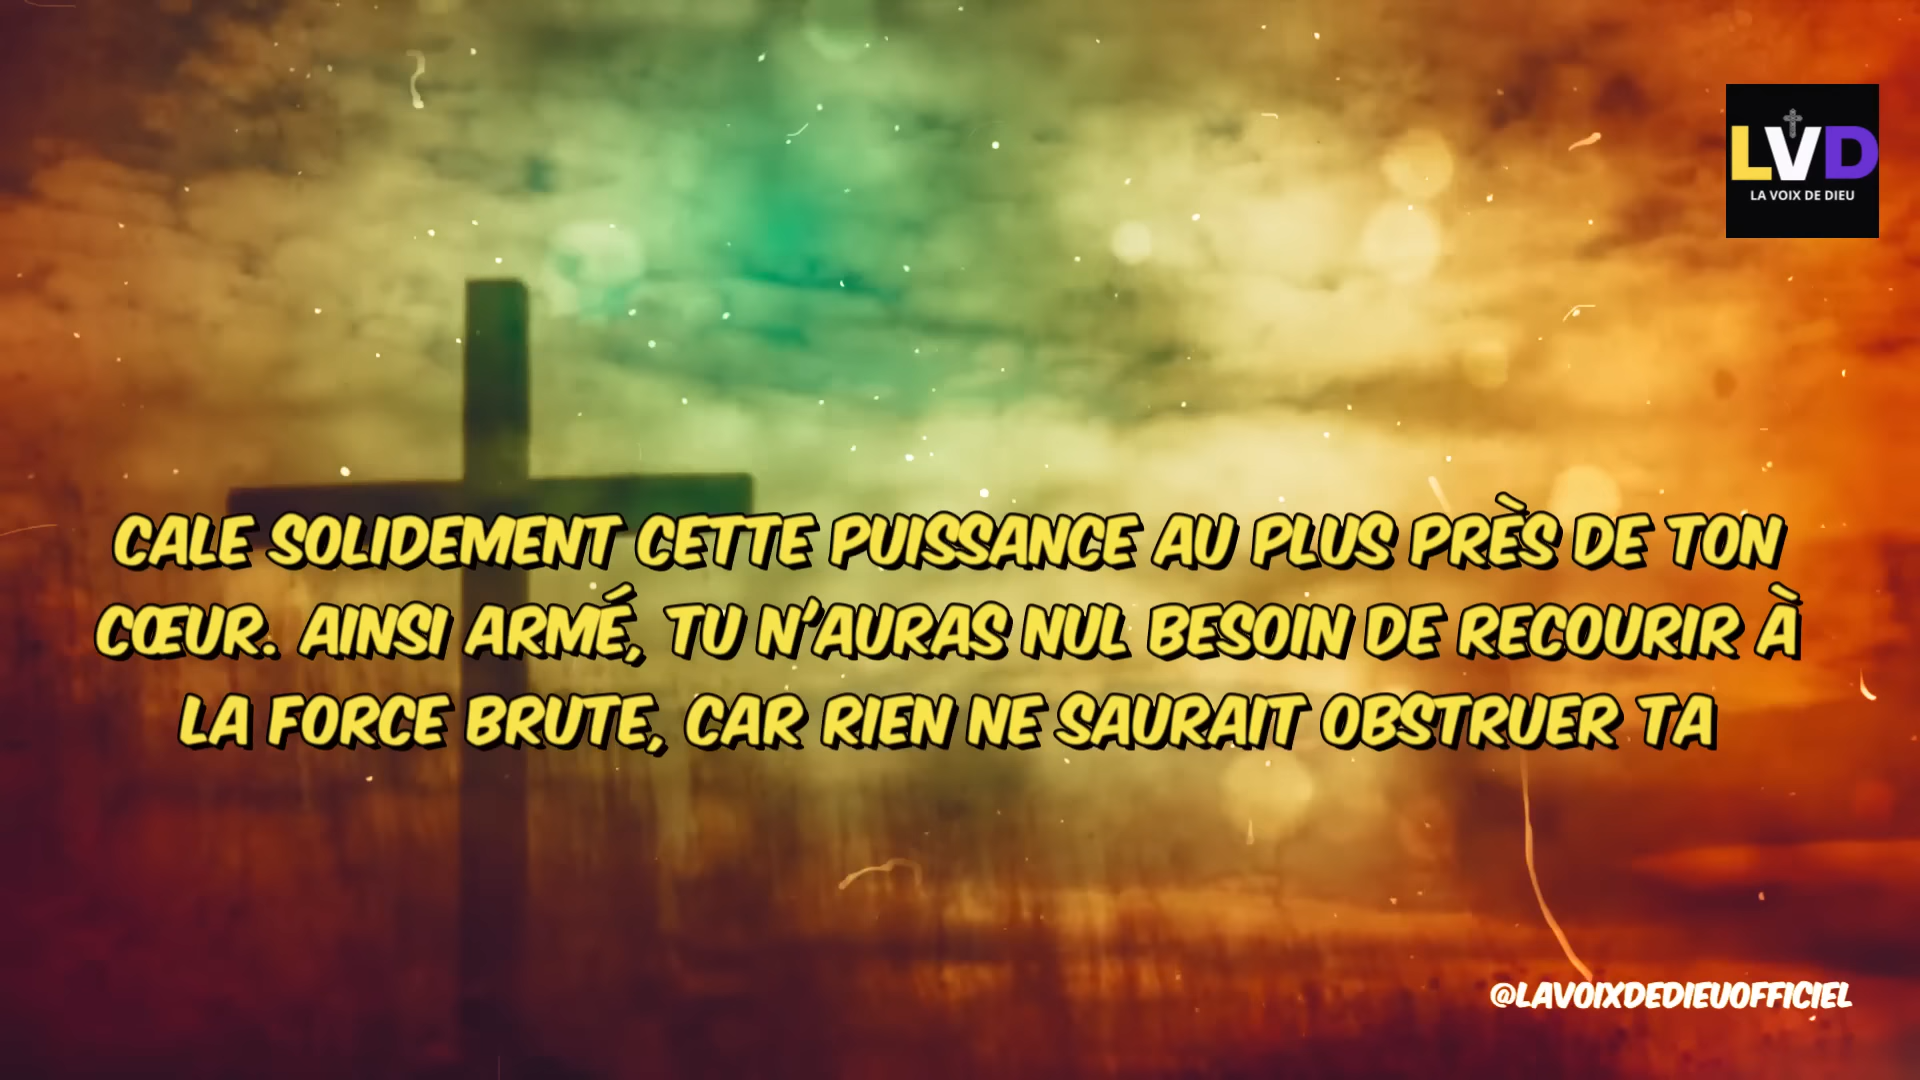 LVD
LA VOIX DE DIEU
CALE SOLIDEMENT CETTE PUISSANCE AU PLUS PRÈS DE TON
CŒUR. AINSI ARMÉ, TU N'AURAS NUL BESOIN DE RECOURIR À
LA FORCE BRUTE, CAR RIEN NE SAURAIT OBSTRUER TA
@LAVOIXDEDIEUOFFICIEL